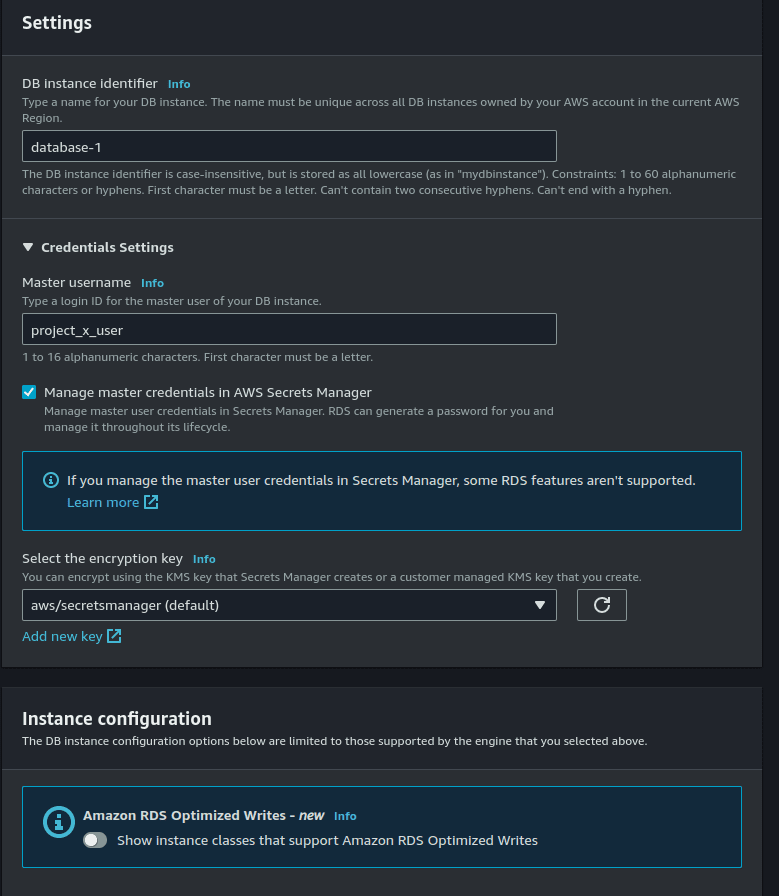 Settings
DB instance identifier Info
Type a name for your DB instance. The name must be unique across all DB instances owned by your AWS account in the current AWS
Region.
database-1
The DB instance identifier is case-insensitive, but is stored as all lowercase (as in "mydbinstance"). Constraints: 1 to 60 alphanumeric
characters or hyphens. First character must be a letter. Can't contain two consecutive hyphens. Can't end with a hyphen.
Credentials Settings
Master username Info
Type a login ID for the master user of your DB instance.
project_x_user
1 to 16 alphanumeric characters. First character must be a letter.
Manage master credentials in AWS Secrets Manager
Manage master user credentials in Secrets Manager. RDS can generate a password for you and
manage it throughout its lifecycle.
If you manage the master user credentials in Secrets Manager, some RDS features aren't supported.
Learn more
Select the encryption key Info
You can encrypt using the KMS key that Secrets Manager creates or a customer managed KMS key that you create.
aws/secretsmanager (default)
Add new key
Instance configuration
The DB instance configuration options below are limited to those supported by the engine that you selected above.
Amazon RDS Optimized Writes - new Info
Show instance classes that support Amazon RDS Optimized Writes